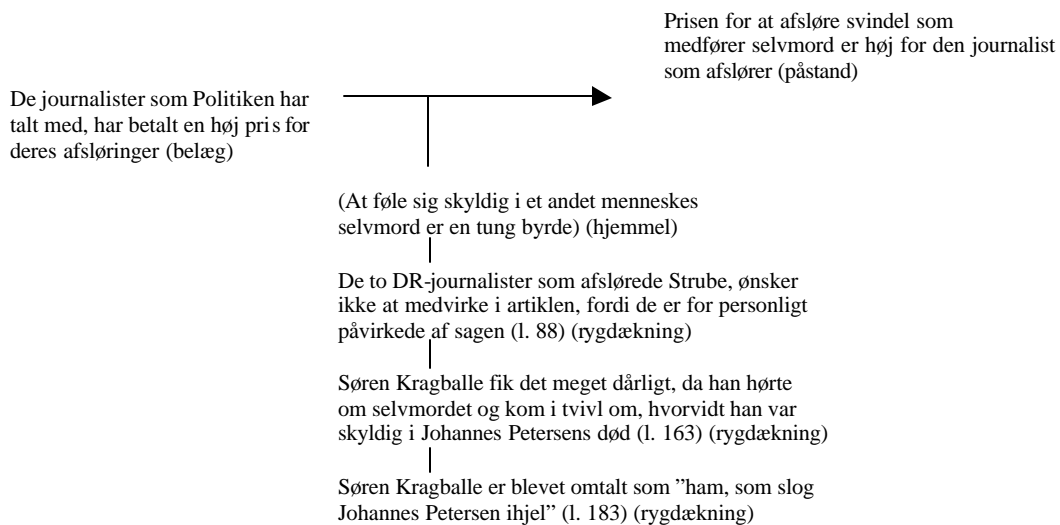 Prisen for at afsløre svindel som
medfører selvmord er høj for den journalist
som afslører (påstand)
De journalister som Politiken har
talt med, har betalt en høj pris for
deres afsløringer (belæg)
(At føle sig skyldig i et andet menneskes
selvmord er en tung byrde) (hjemmel)
De to DR-journalister som afslørede Strube, ønsker
ikke at medvirke i artiklen, fordi de er for personligt
påvirkede af sagen (l. 88) (rygdækning)
Søren Kragballe fik det meget dårligt, da han hørte
om selvmordet og kom i tvivl om, hvorvidt han var
skyldig i Johannes Petersens død (l. 163) (rygdækning)
Søren Kragballe er blevet omtalt som ”ham, som slog
Johannes Petersen ihjel” (l. 183) (rygdækning)